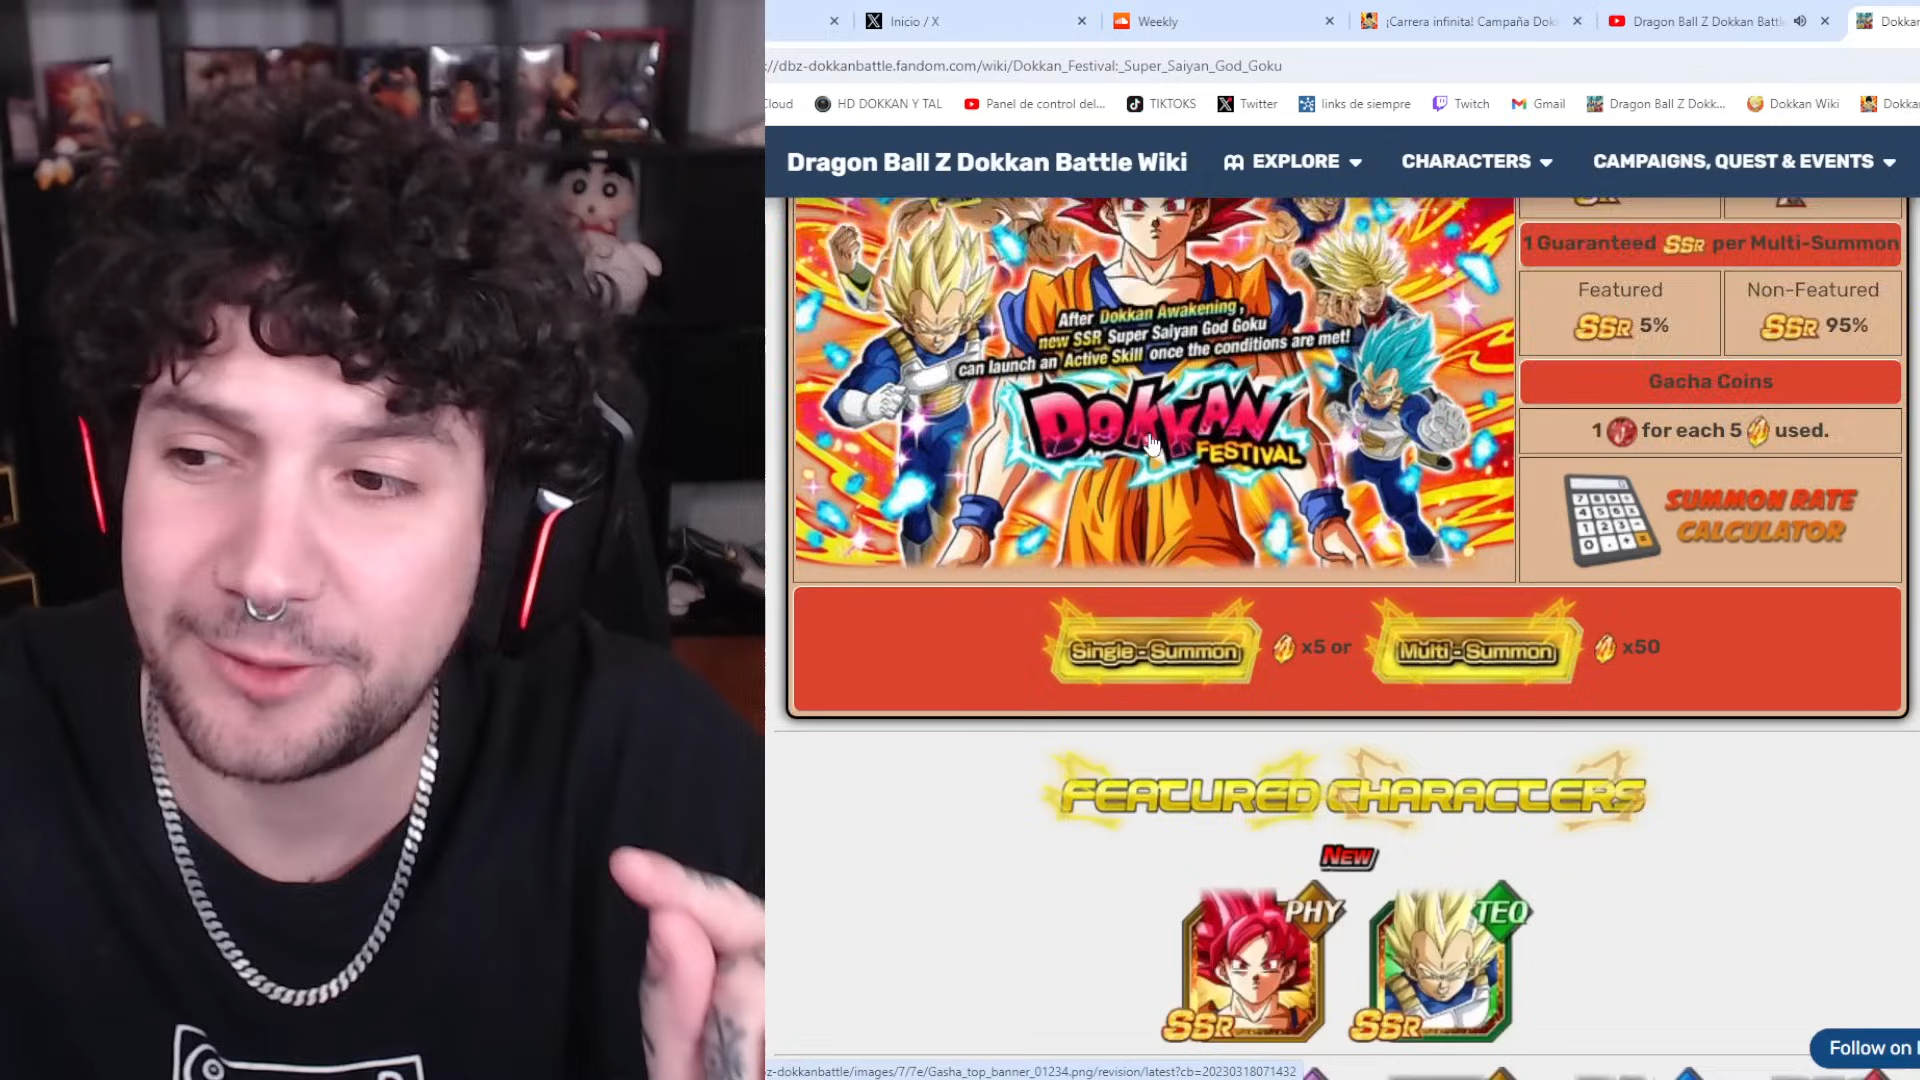 Inicio / X
Weekly
¡Carrera infinita! Campaña Dok
Dragon Ball Z Dokkan Battl
Dokkan
://dbz-dokkanbattle.fandom.com/wiki/Dokkan_Festival:_Super_Saiyan_God_Goku
Cloud
HD DOKKAN Y TAL
Panel de control del...
TIKTOKS
Twitter
links de siempre
Twitch
Gmail
Dragon Ball Z Dokk...
Dokkan Wiki
Dokka
Dragon Ball Z Dokkan Battle Wiki
EXPLORE
CHARACTERS
CAMPAIGNS, QUEST & EVENTS
1 Guaranteed SSR per Multi-Summon
Featured
SSR 5%
Non-Featured
SSR 95%
Gacha Coins
1 for each 5 used.
SUMMON RATE
CALCULATOR
After Dokkan Awakening,
new SSR Super Saiyan God Goku
can launch an Active Skill once the conditions are met!
DOKKAN
FESTIVAL
Single-Summon x5 or Multi-Summon x50
FEATURED CHARACTERS
NEW
PHY
SSR
TEQ
SSR
Follow on
z-dokkanbattle/images/7/7e/Gasha_top_banner_01234.png/revision/latest?cb=20230318071432